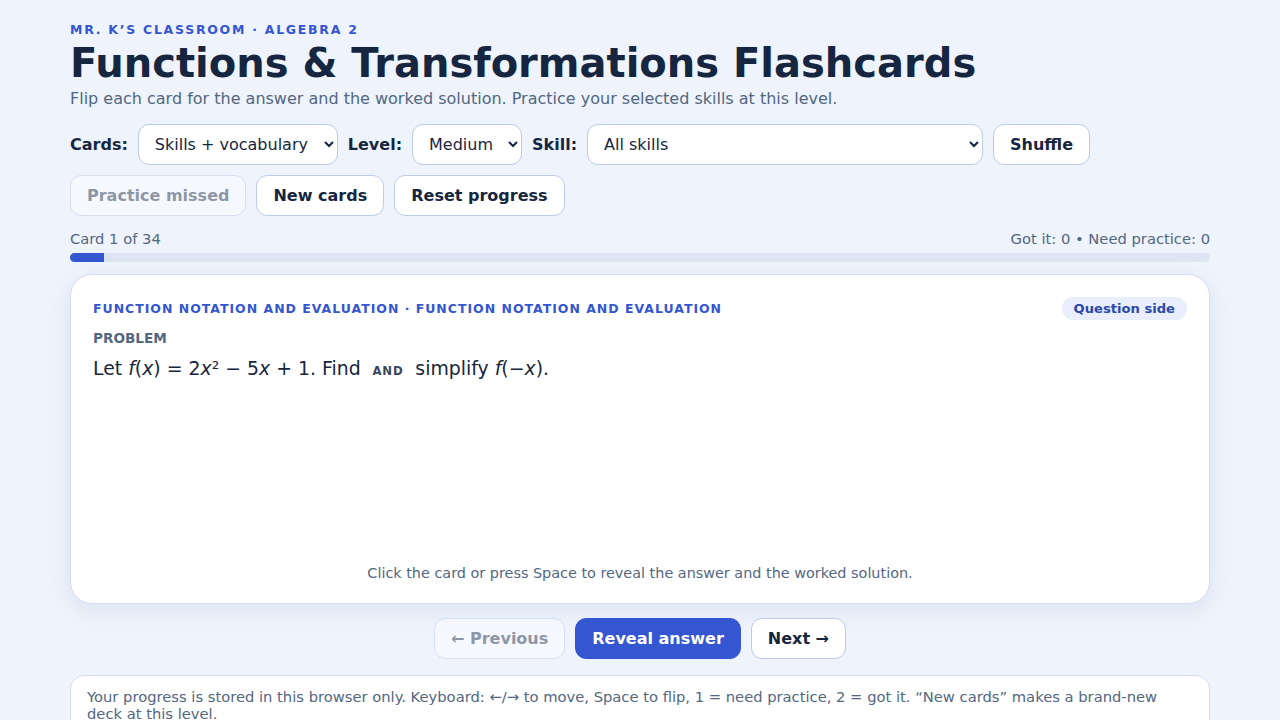 MR. K’S CLASSROOM · ALGEBRA 2
Functions & Transformations Flashcards
Flip each card for the answer and the worked solution. Practice your selected skills at this level.
Cards: Skills + vocabulary Level: Medium Skill: All skills Shuffle
Practice missed New cards Reset progress
Card 1 of 34 Got it: 0 • Need practice: 0
FUNCTION NOTATION AND EVALUATION · FUNCTION NOTATION AND EVALUATION Question side
PROBLEM
Let f(x) = 2x² − 5x + 1. Find AND simplify f(−x).
Click the card or press Space to reveal the answer and the worked solution.
← Previous Reveal answer Next →
Your progress is stored in this browser only. Keyboard: ←/→ to move, Space to flip, 1 = need practice, 2 = got it. “New cards” makes a brand-new
deck at this level.